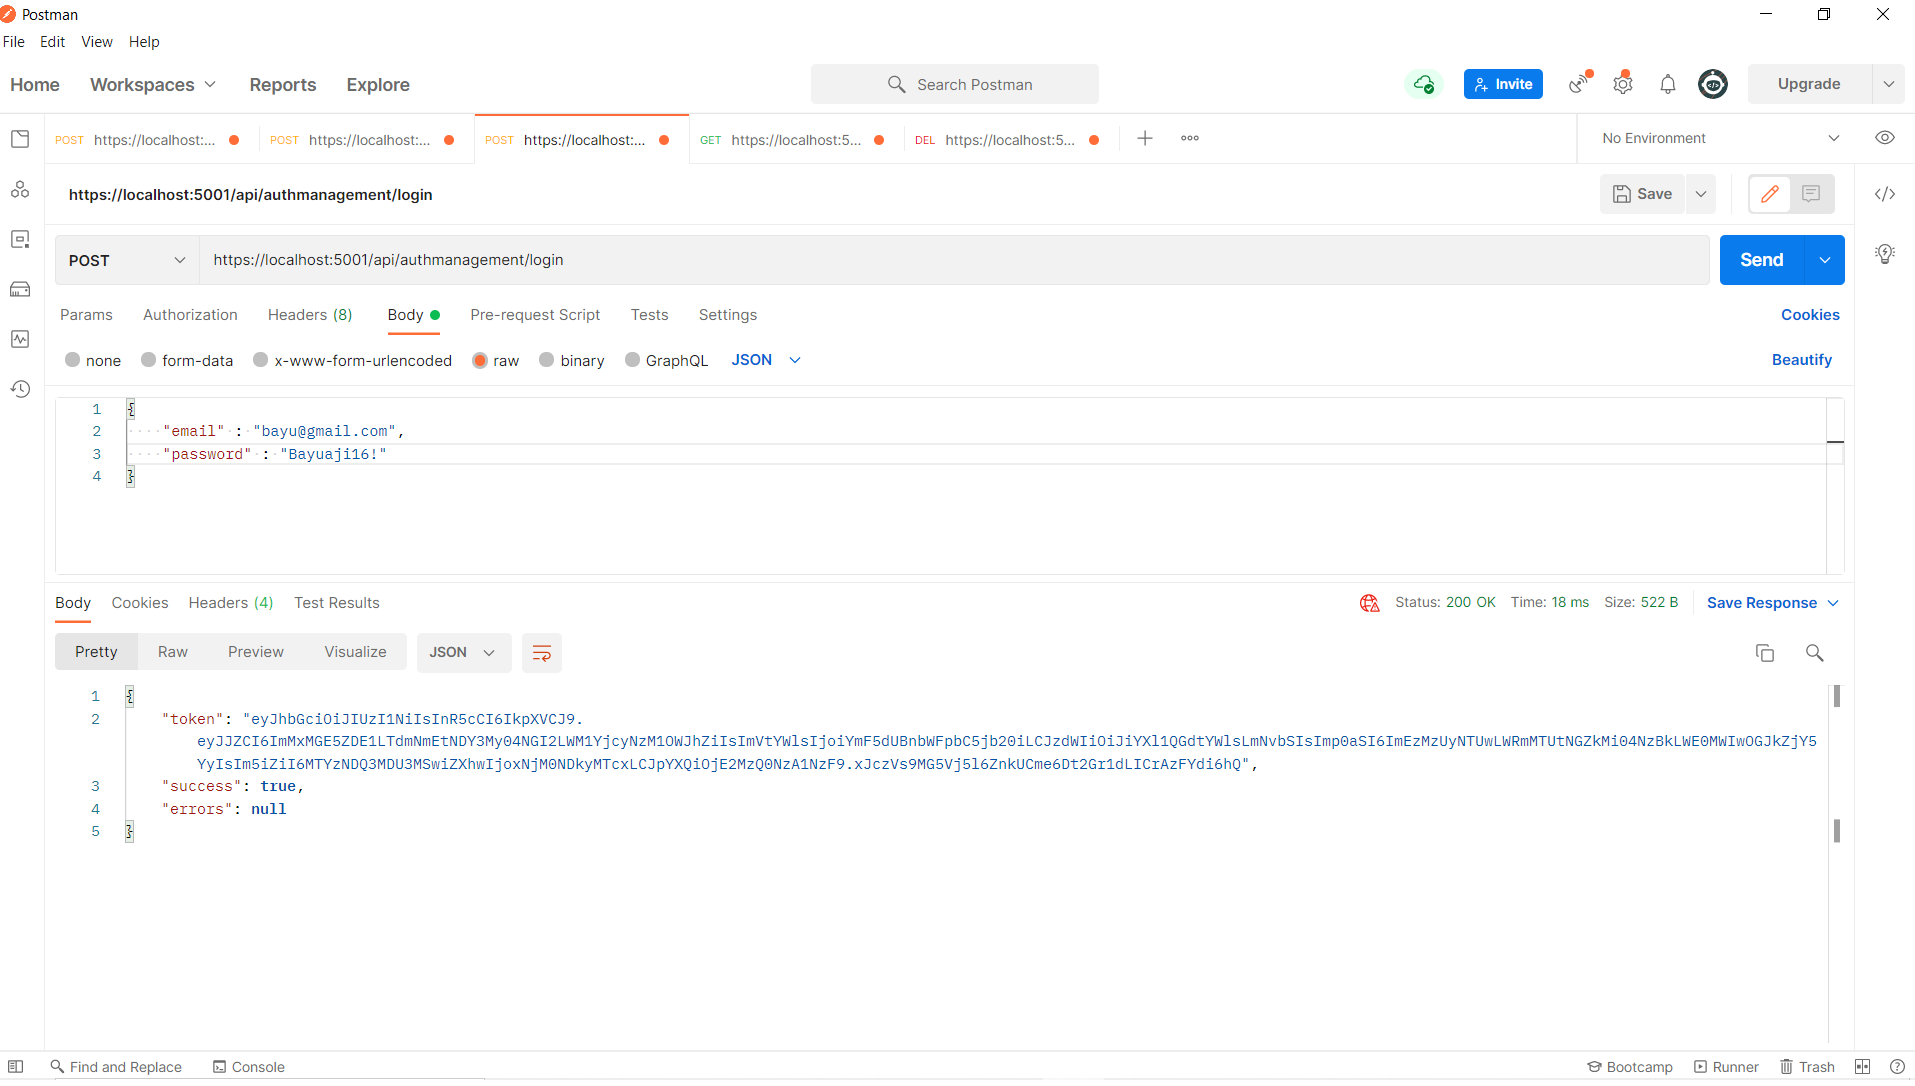 Postman
File Edit View Help
Home Workspaces Reports Explore Search Postman Invite Upgrade
POST https://localhost:... POST https://localhost:... POST https://localhost:... GET https://localhost:5... DEL https://localhost:5... No Environment
https://localhost:5001/api/authmanagement/login Save
POST https://localhost:5001/api/authmanagement/login Send
Params Authorization Headers (8) Body Pre-request Script Tests Settings Cookies
none form-data x-www-form-urlencoded raw binary GraphQL JSON Beautify
1 {
2 "email" : "bayu@gmail.com",
3 "password" : "Bayuaji16!"
4 }
Body Cookies Headers (4) Test Results Status: 200 OK Time: 18 ms Size: 522 B Save Response
Pretty Raw Preview Visualize JSON
1 {
2 "token": "eyJhbGciOiJIUzI1NiIsInR5cCI6IkpXVCJ9.
eyJJZCI6ImMxMGE5ZDE1LTdmNmEtNDY3My04NGI2LWM1YjcyNzM1OWJhZiIsImVtYWlsIjoiYmF5dUBnbWFpbC5jb20iLCJzdWIiOiJiYXl1QGdtYWlsLmNvbSIsImp0aSI6ImEzMzUyNTUwLWRmMTUtNGZkMi04NzBkLWE0MWIwOGJkZjY5
YyIsIm5iZiI6MTYzNDQ3MDU3MSwiZXhwIjoxNjM0NDkyMTcxLCJpYXQiOjE2MzQ0NzA1NzF9.xJczVs9MG5Vj5l6ZnkUCme6Dt2Gr1dLICrAzFYdi6hQ",
3 "success": true,
4 "errors": null
5 }
Find and Replace Console Bootcamp Runner Trash